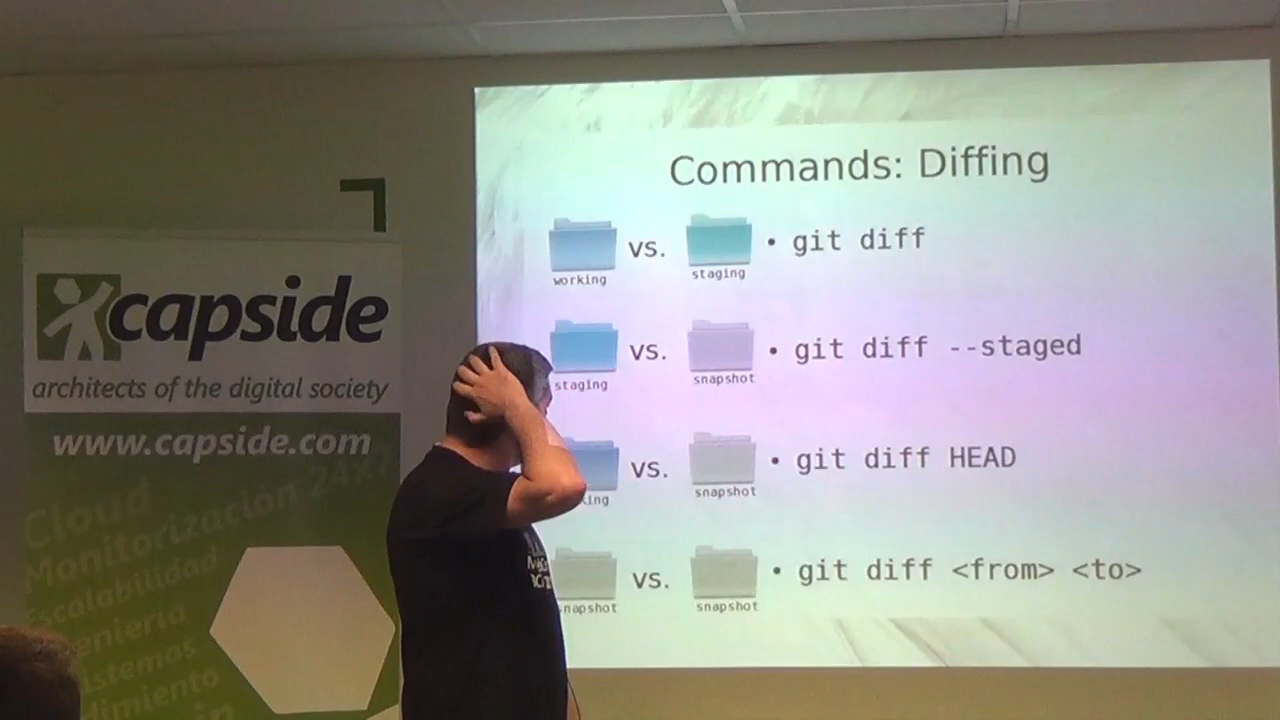 capside
architects of the digital society
www.capside.com
Cloud
Monitorización 24x7
Escalabilidad
Commands: Diffing
working vs. staging • git diff
staging vs. snapshot • git diff --staged
vs. snapshot • git diff HEAD
snapshot vs. snapshot • git diff <from> <to>